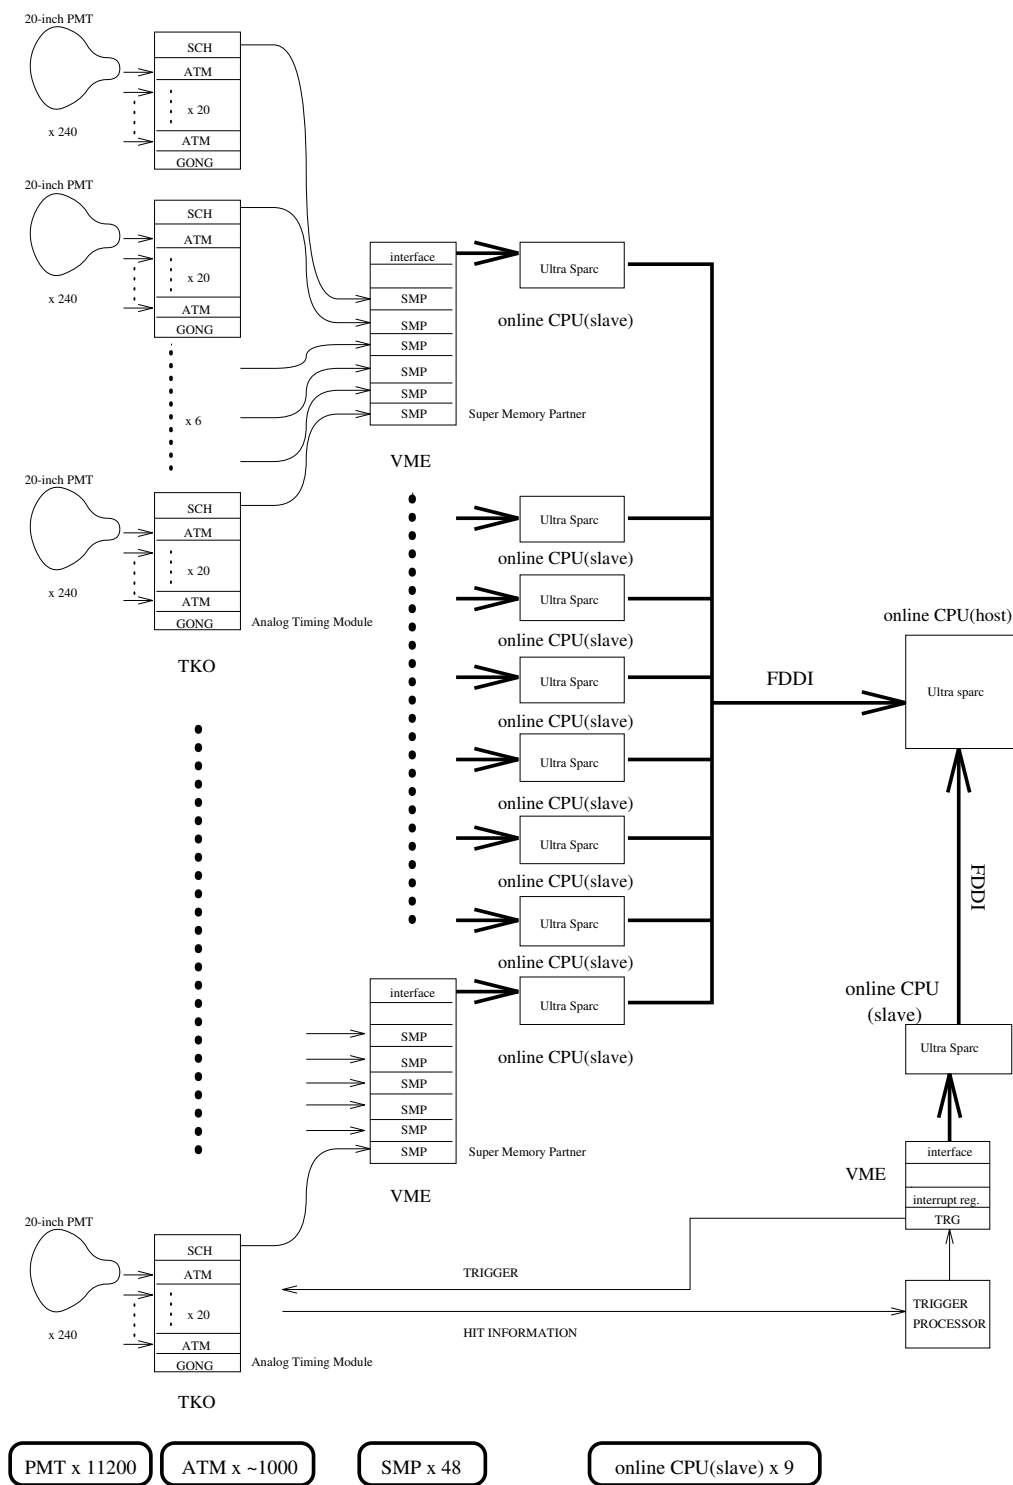 20-inch PMT
SCH
ATM
x 20
x 240
ATM
GONG
20-inch PMT
SCH
ATM
x 20
x 240
ATM
GONG
x 6
20-inch PMT
SCH
ATM
x 20
x 240
ATM
GONG
Analog Timing Module
TKO
interface
SMP
SMP
SMP
SMP
SMP
SMP
Super Memory Partner
VME
Ultra Sparc
online CPU(slave)
Ultra Sparc
online CPU(slave)
Ultra Sparc
online CPU(slave)
Ultra Sparc
online CPU(slave)
Ultra Sparc
online CPU(slave)
Ultra Sparc
online CPU(slave)
Ultra Sparc
online CPU(slave)
Ultra Sparc
online CPU(slave)
FDDI
online CPU(host)
Ultra sparc
FDDI
online CPU
(slave)
Ultra Sparc
interface
SMP
SMP
SMP
SMP
SMP
SMP
Super Memory Partner
VME
VME
interface
interrupt reg.
TRG
TRIGGER
PROCESSOR
TRIGGER
HIT INFORMATION
20-inch PMT
SCH
ATM
x 20
x 240
ATM
GONG
Analog Timing Module
TKO
PMT x 11200
ATM x ~1000
SMP x 48
online CPU(slave) x 9